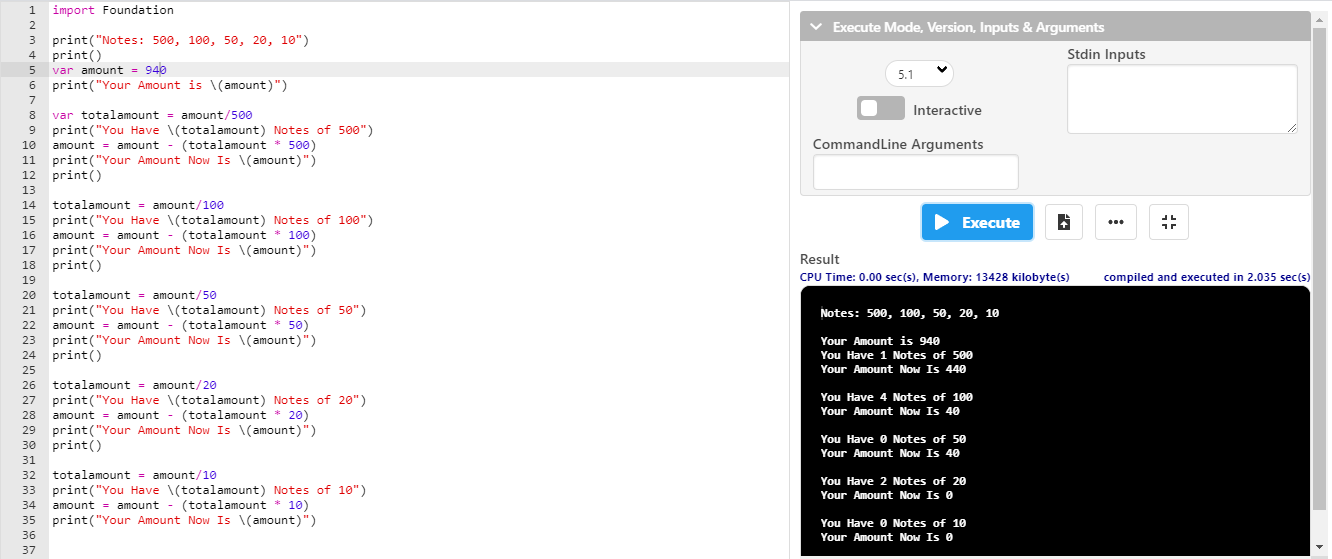 1 import Foundation
2
3 print("Notes: 500, 100, 50, 20, 10")
4 print()
5 var amount = 940
6 print("Your Amount is \(amount)")
7
8 var totalamount = amount/500
9 print("You Have \(totalamount) Notes of 500")
10 amount = amount - (totalamount * 500)
11 print("Your Amount Now Is \(amount)")
12 print()
13
14 totalamount = amount/100
15 print("You Have \(totalamount) Notes of 100")
16 amount = amount - (totalamount * 100)
17 print("Your Amount Now Is \(amount)")
18 print()
19
20 totalamount = amount/50
21 print("You Have \(totalamount) Notes of 50")
22 amount = amount - (totalamount * 50)
23 print("Your Amount Now Is \(amount)")
24 print()
25
26 totalamount = amount/20
27 print("You Have \(totalamount) Notes of 20")
28 amount = amount - (totalamount * 20)
29 print("Your Amount Now Is \(amount)")
30 print()
31
32 totalamount = amount/10
33 print("You Have \(totalamount) Notes of 10")
34 amount = amount - (totalamount * 10)
35 print("Your Amount Now Is \(amount)")
36
37
Execute Mode, Version, Inputs & Arguments
5.1
Interactive
Stdin Inputs
CommandLine Arguments
Execute
Result
CPU Time: 0.00 sec(s), Memory: 13428 kilobyte(s) compiled and executed in 2.035 sec(s)
Notes: 500, 100, 50, 20, 10
Your Amount is 940
You Have 1 Notes of 500
Your Amount Now Is 440
You Have 4 Notes of 100
Your Amount Now Is 40
You Have 0 Notes of 50
Your Amount Now Is 40
You Have 2 Notes of 20
Your Amount Now Is 0
You Have 0 Notes of 10
Your Amount Now Is 0